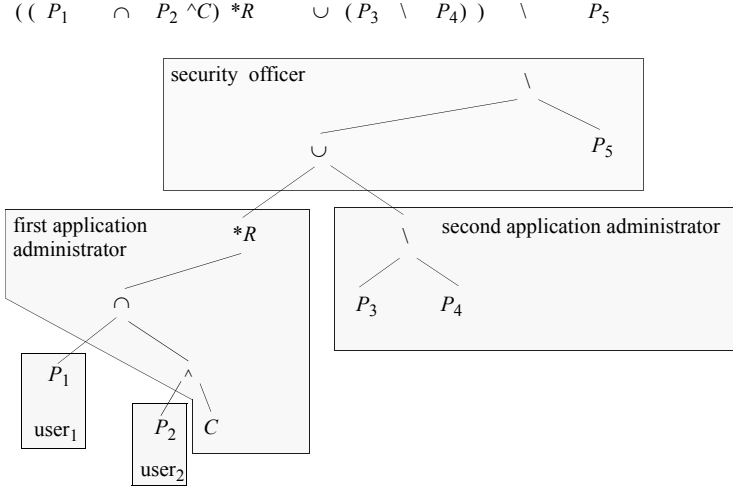 ( ( P1 ∩ P2 ^C) *R ∪ ( P3 \ P4) ) \ P5
security officer
\
∪
P5
first application
administrator
*R
\
second application administrator
∩
P3
P4
P1
^
user1
P2
C
user2